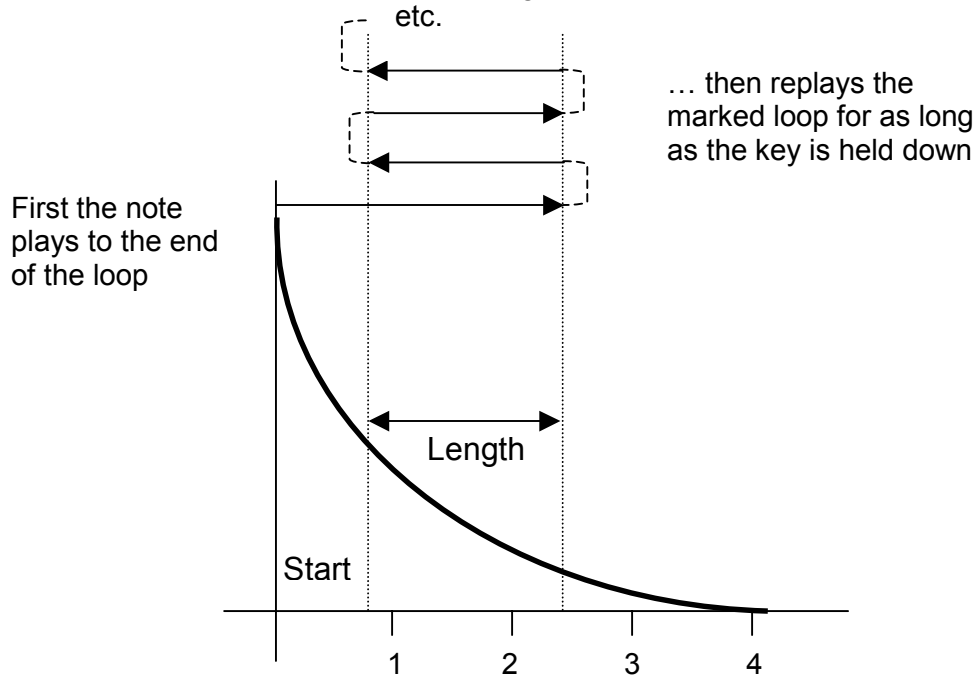 etc.
… then replays the
marked loop for as long
as the key is held down
First the note
plays to the end
of the loop
Length
Start
1 2 3 4